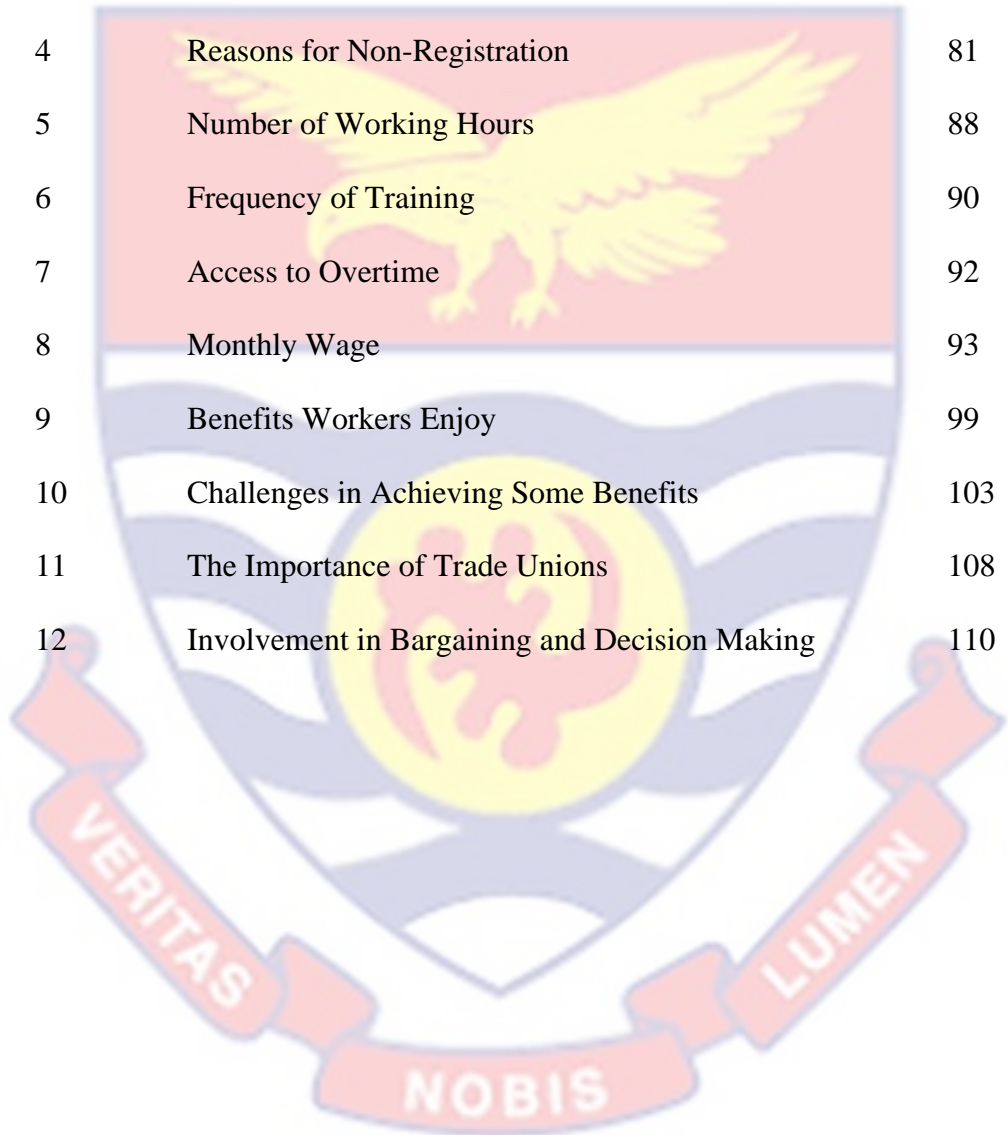 4 Reasons for Non-Registration 81
5 Number of Working Hours 88
6 Frequency of Training 90
7 Access to Overtime 92
8 Monthly Wage 93
9 Benefits Workers Enjoy 99
10 Challenges in Achieving Some Benefits 103
11 The Importance of Trade Unions 108
12 Involvement in Bargaining and Decision Making 110
VERITAS
NOBIS
LUMEN